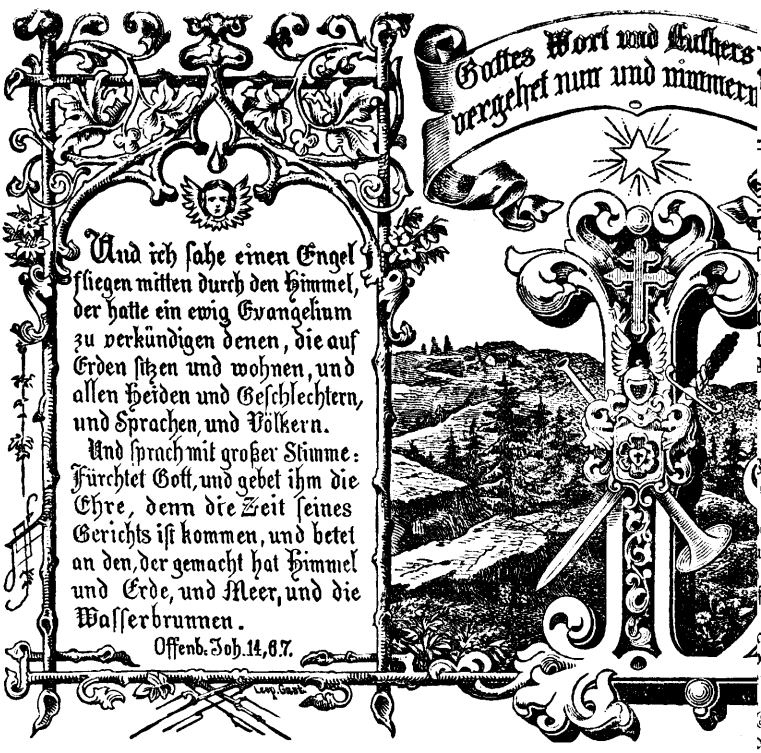 Gottes Wort und Luthers
vergehet nun und nimmern
Und ich sahe einen Engel
fliegen mitten durch den Himmel,
der hatte ein ewig Evangelium
zu verkündigen denen, die auf
Erden sitzen und wohnen, und
allen Heiden und Geschlechtern,
und Sprachen, und Völkern.
Und sprach mit großer Stimme:
Fürchtet Gott, und gebet ihm die
Ehre, denn die Zeit seines
Gerichts ist kommen, und betet
an den, der gemacht hat Himmel
und Erde, und Meer, und die
Wasserbrunnen.
Offenb. Joh. 14, 6.7.